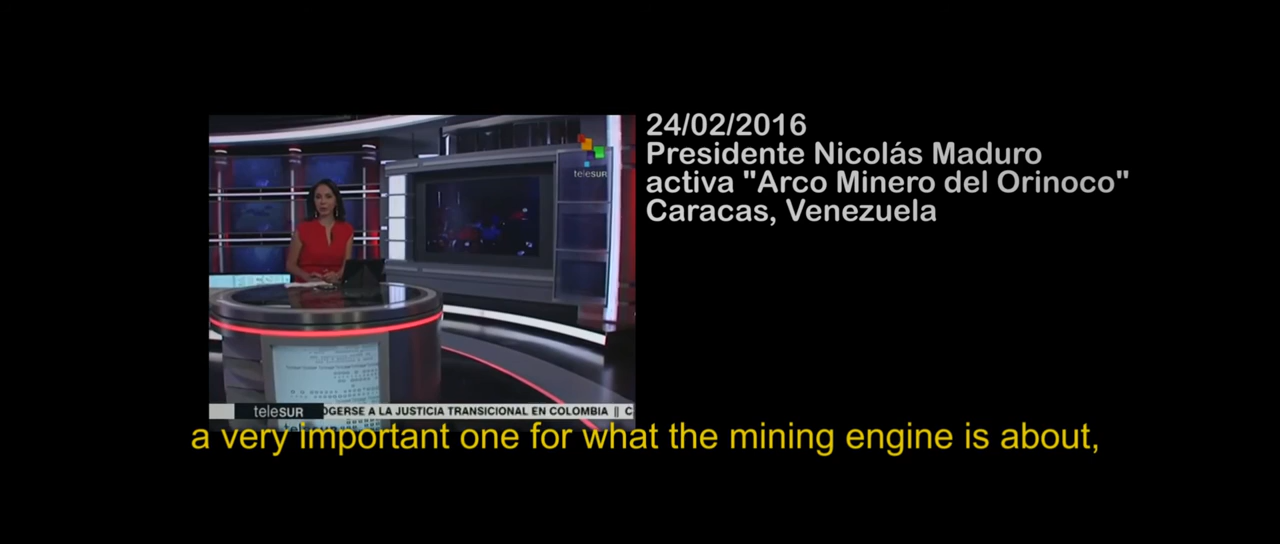 24/02/2016
Presidente Nicolás Maduro
activa "Arco Minero del Orinoco"
Caracas, Venezuela
teleSUR
teleSUR
OGERSE A LA JUSTICIA TRANSICIONAL EN COLOMBIA || C
a very important one for what the mining engine is about,